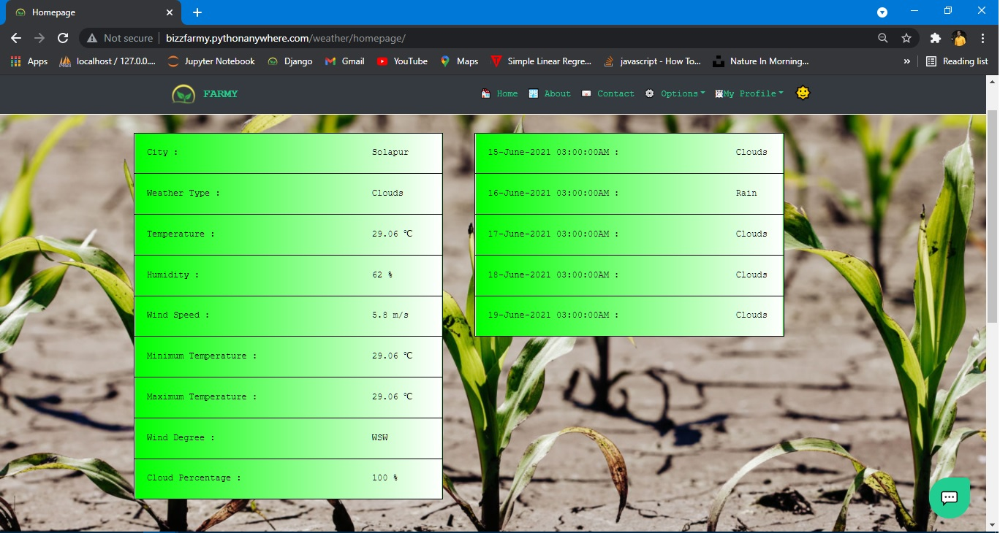 Homepage
Not secure bizzfarmy.pythonanywhere.com/weather/homepage/
Apps localhost / 127.0.0.... Jupyter Notebook Django Gmail YouTube Maps Simple Linear Regre... javascript - How To... Nature In Morning... » Reading list
FARMY Home About Contact Options My Profile
City : Solapur
Weather Type : Clouds
Temperature : 29.06 °C
Humidity : 62 %
Wind Speed : 5.8 m/s
Minimum Temperature : 29.06 °C
Maximum Temperature : 29.06 °C
Wind Degree : WSW
Cloud Percentage : 100 %
15-June-2021 03:00:00AM : Clouds
16-June-2021 03:00:00AM : Rain
17-June-2021 03:00:00AM : Clouds
18-June-2021 03:00:00AM : Clouds
19-June-2021 03:00:00AM : Clouds